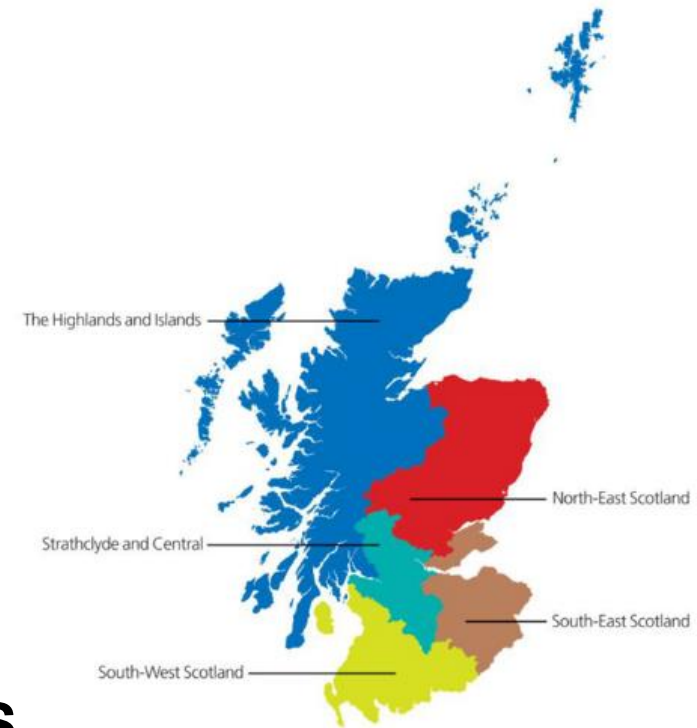 The Highlands and Islands
North-East Scotland
Strathclyde and Central
South-East Scotland
South-West Scotland
s